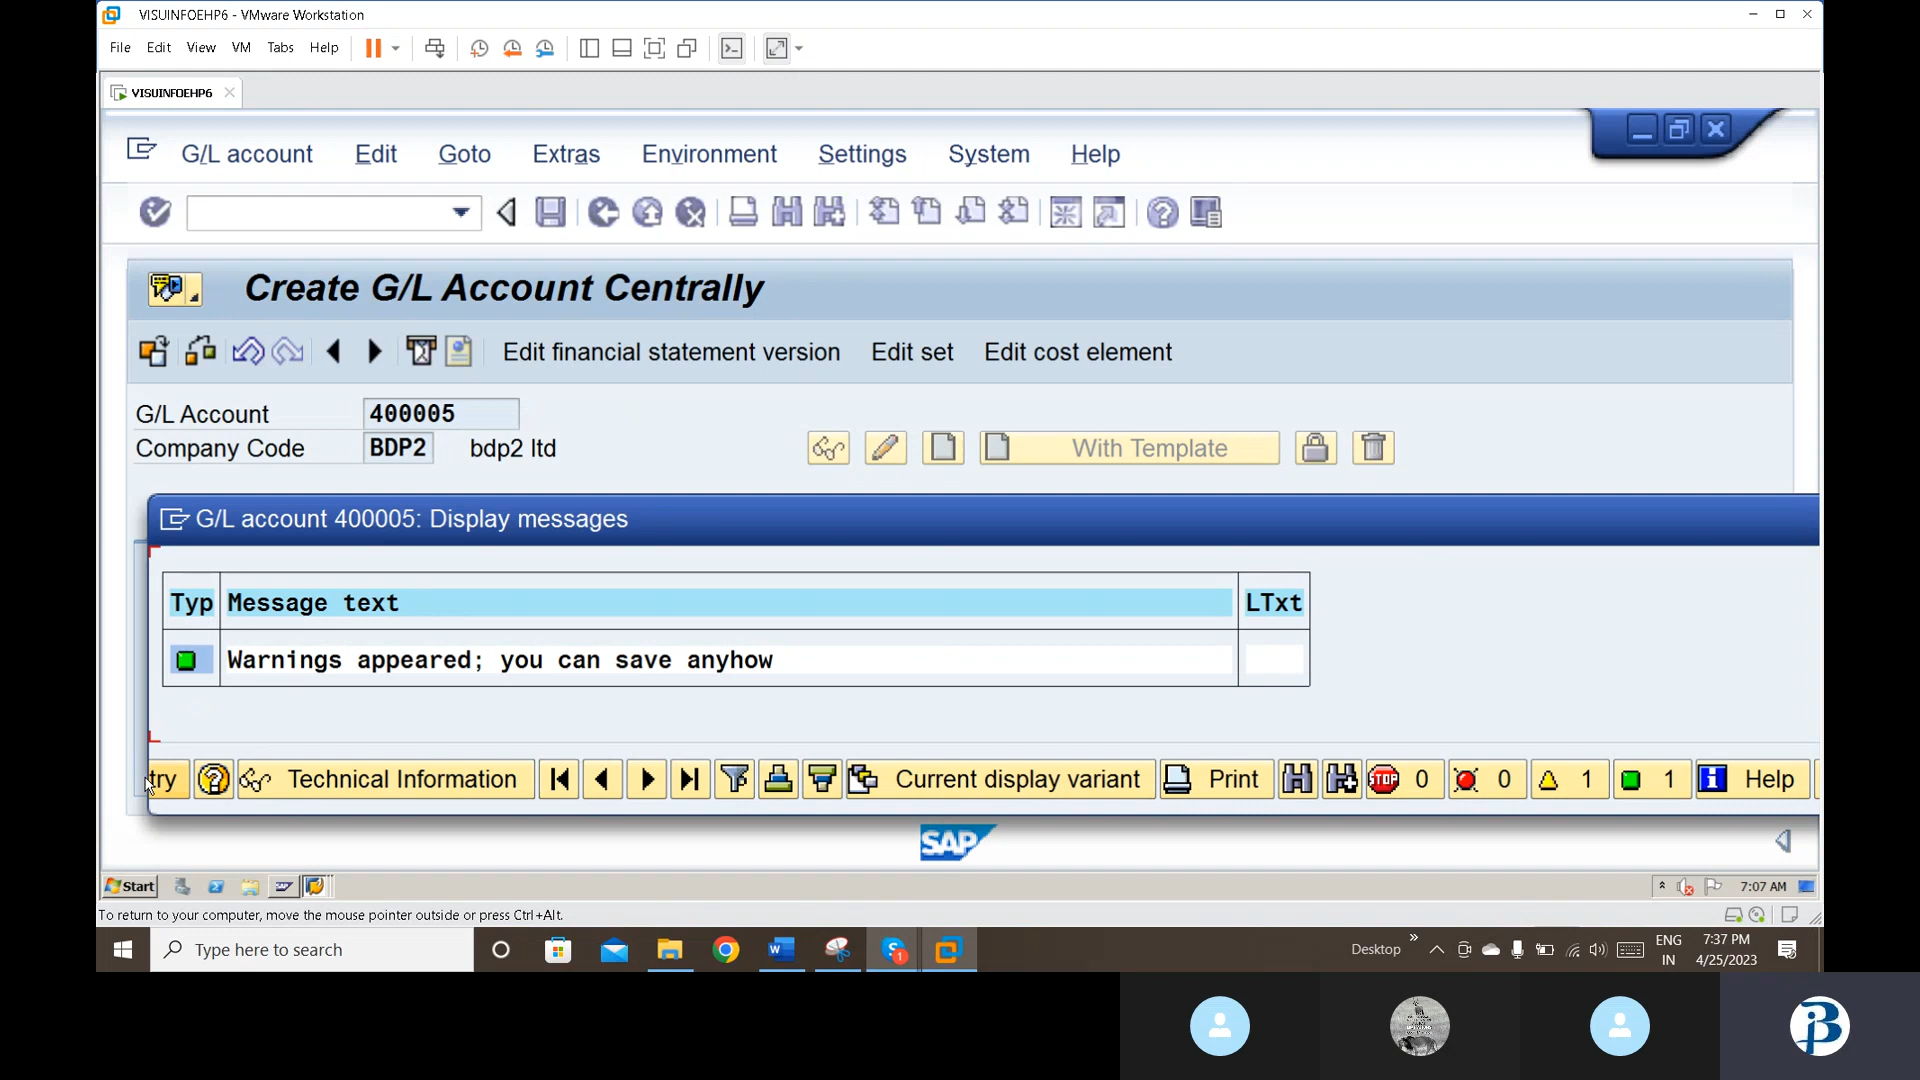 VISUINFOEHP6 - VMware Workstation
File Edit View VM Tabs Help
VISUINFOEHP6
G/L account Edit Goto Extras Environment Settings System Help
Create G/L Account Centrally
Edit financial statement version Edit set Edit cost element
G/L Account 400005
Company Code BDP2 bdp2 ltd
With Template
G/L account 400005: Display messages
Typ Message text LTxt
Warnings appeared; you can save anyhow
try Technical Information Current display variant Print STOP 0 0 1 1 Help
SAP
Start 7:07 AM
To return to your computer, move the mouse pointer outside or press Ctrl+Alt.
Type here to search Desktop ENG IN 7:37 PM 4/25/2023